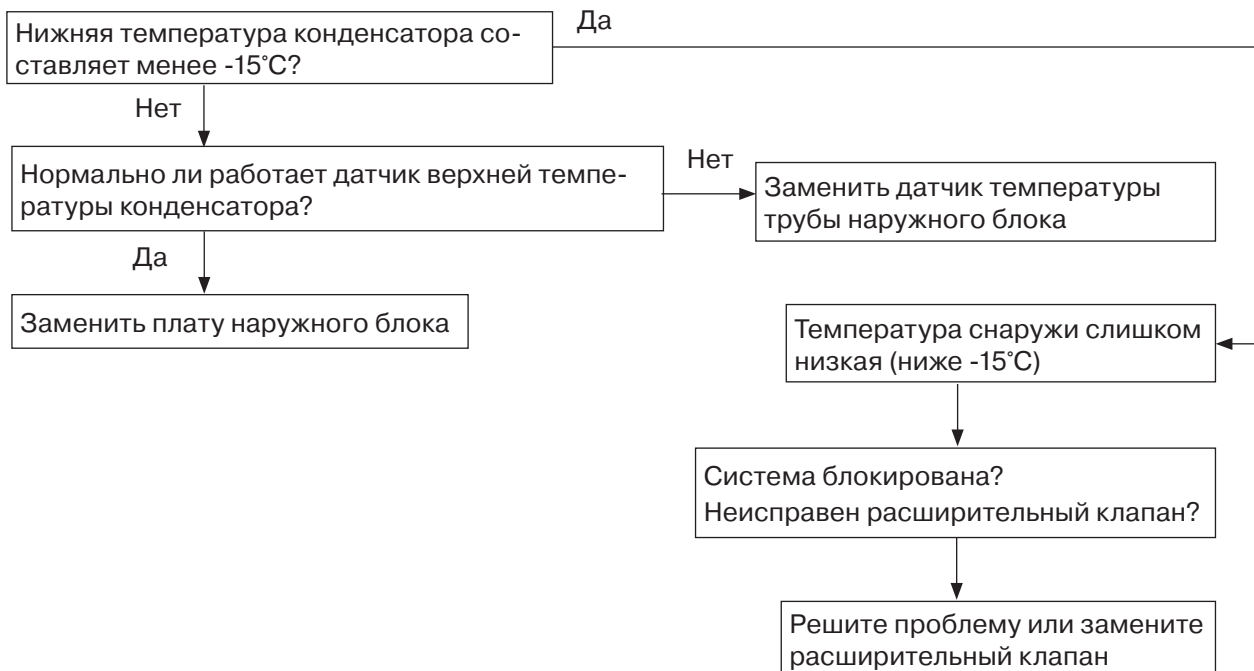 Да
Нижняя температура конденсатора со-
ставляет менее -15°C?
Нет
Нормально ли работает датчик верхней темпе-
ратуры конденсатора?
Нет
Заменить датчик температуры
трубы наружного блока
Да
Заменить плату наружного блока
Температура снаружи слишком
низкая (ниже -15°C)
Система блокирована?
Неисправен расширительный клапан?
Решите проблему или замените
расширительный клапан